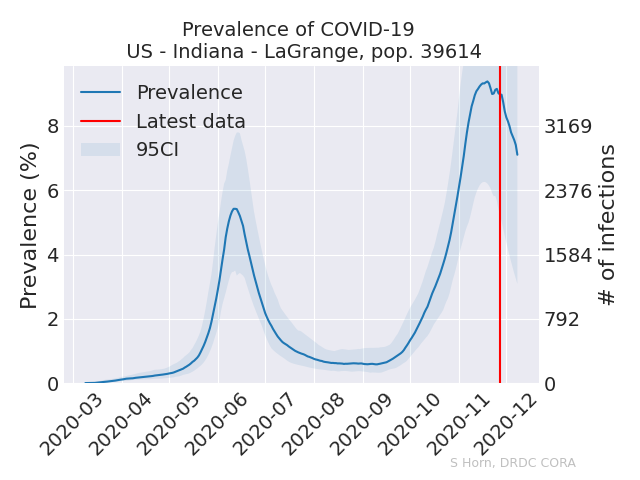 Prevalence of COVID-19
US - Indiana - LaGrange, pop. 39614
Prevalence
Latest data
95CI
Prevalence (%)
8
6
4
2
0
3169
2376
1584
792
0
# of infections
2020-03
2020-04
2020-05
2020-06
2020-07
2020-08
2020-09
2020-10
2020-11
2020-12
S Horn, DRDC CORA